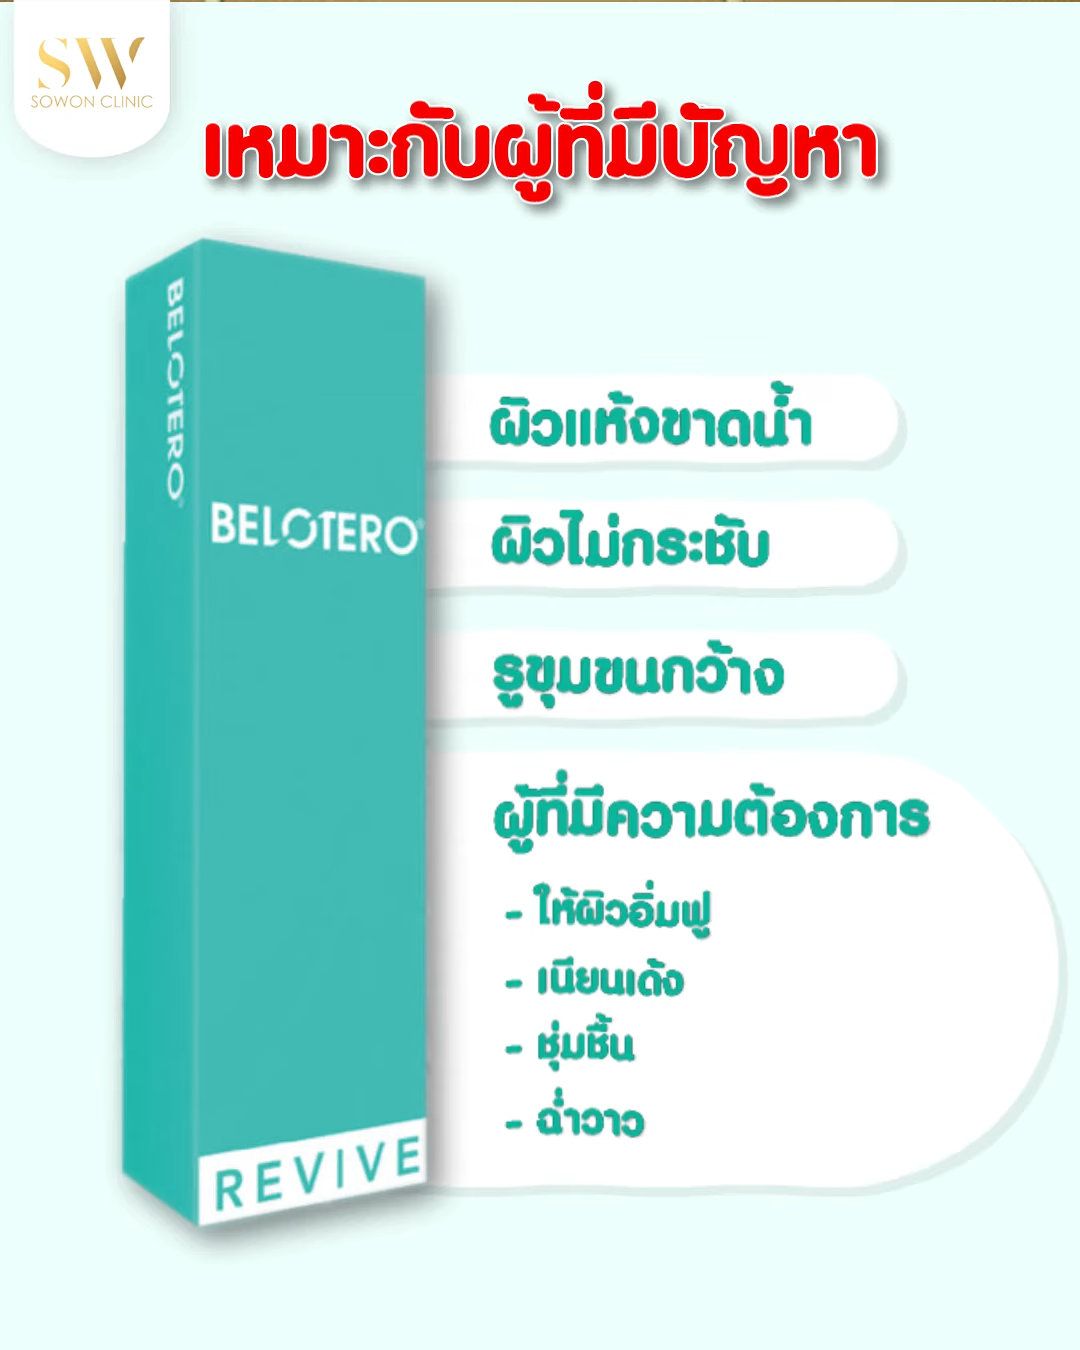 SW
SOWON CLINIC
เหมาะกับผู้ที่มีปัญหา
BELOTERO®
BELOTERO®
ผิวแห้งขาดน้ำ
ผิวไม่กระชับ
รูขุมขนกว้าง
ผู้ที่มีความต้องการ
- ให้ผิวอิ่มฟู
- เนียนเด้ง
- ชุ่มชื้น
- ฉ่ำวาว
REVIVE